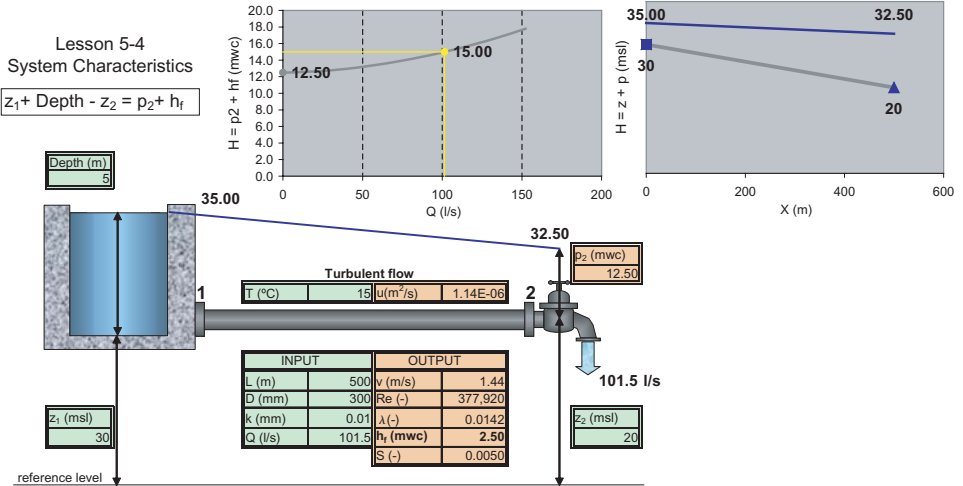 Lesson 5-4
System Characteristics
z₁+ Depth - z₂ = p₂+ h_f
H = p2 + hf (mwc)
20.0
18.0
16.0
14.0
12.0
10.0
8.0
6.0
4.0
2.0
0.0
12.50
15.00
0 50 100 150 200
Q (l/s)
H = z + p (msl)
35.00
32.50
30
20
0 200 400 600
X (m)
Depth (m)
5
35.00
32.50
p₂ (mwc)
12.50
Turbulent flow
T (ºC) 15 υ(m²/s) 1.14E-06
1
2
INPUT OUTPUT
L (m) 500 v (m/s) 1.44
D (mm) 300 Re (-) 377,920
k (mm) 0.01 λ(-) 0.0142
Q (l/s) 101.5 h_f (mwc) 2.50
S (-) 0.0050
101.5 l/s
z₁ (msl)
30
z₂ (msl)
20
reference level